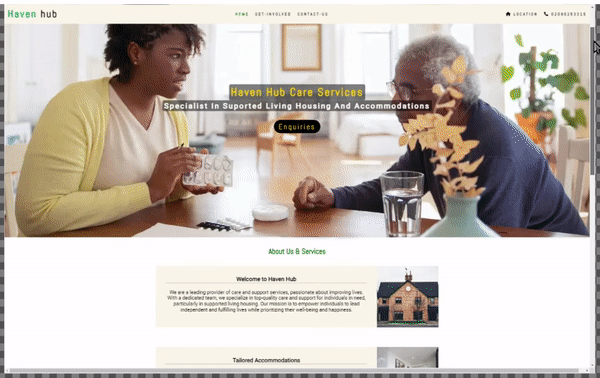 Haven hub
HOME GET-INVOLVED CONTACT-US
LOCATION 02080293315
Haven Hub Care Services
Specialist In Suported Living Housing And Accommodations
Enquiries
About Us & Services
Welcome to Haven Hub
We are a leading provider of care and support services, passionate about improving lives.
With a dedicated team, we specialize in top-quality care and support for individuals in need,
particularly in supported living housing. Our mission is to empower individuals to lead
independent and fulfilling lives while prioritizing their well-being and happiness.
Tailored Accommodations